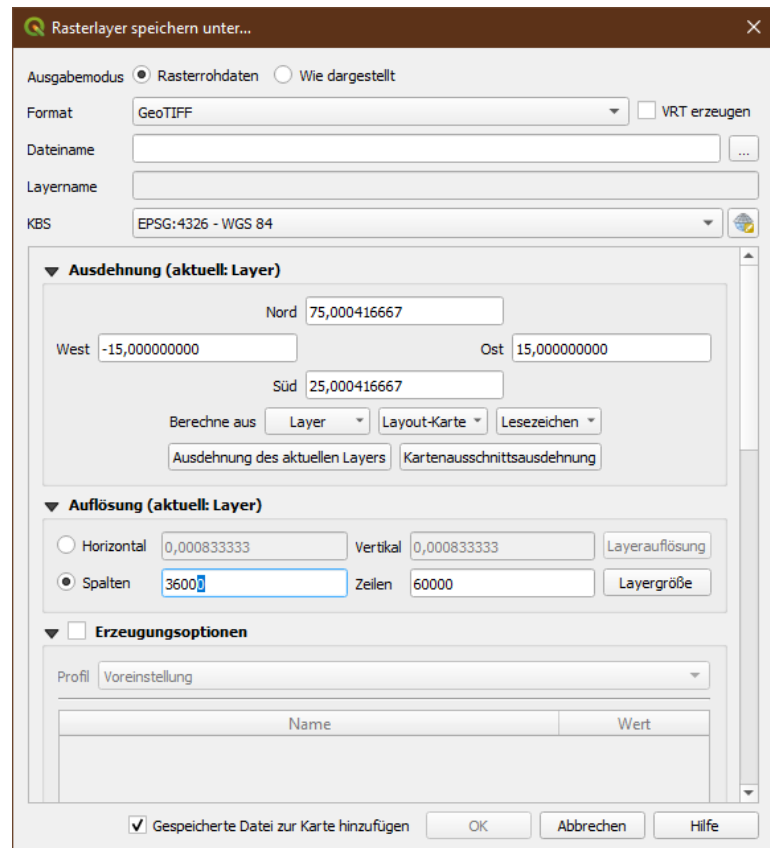 Rasterlayer speichern unter...
Ausgabemodus Rasterrohdaten Wie dargestellt
Format GeoTIFF VRT erzeugen
Dateiname ...
Layername
KBS EPSG:4326 - WGS 84
Ausdehnung (aktuell: Layer)
Nord 75,000416667
West -15,000000000 Ost 15,000000000
Süd 25,000416667
Berechne aus Layer Layout-Karte Lesezeichen
Ausdehnung des aktuellen Layers Kartenausschnittsausdehnung
Auflösung (aktuell: Layer)
Horizontal 0,000833333 Vertikal 0,000833333 Layerauflösung
Spalten 36000 Zeilen 60000 Layergröße
Erzeugungsoptionen
Profil Voreinstellung
Name Wert
Gespeicherte Datei zur Karte hinzufügen OK Abbrechen Hilfe